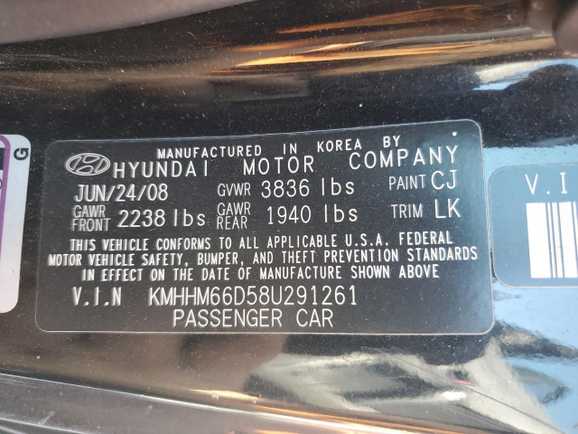 G
MANUFACTURED IN KOREA BY
HYUNDAI MOTOR COMPANY
JUN/24/08 GVWR 3836 lbs PAINT CJ
GAWR FRONT 2238 lbs GAWR REAR 1940 lbs TRIM LK
THIS VEHICLE CONFORMS TO ALL APPLICABLE U.S.A. FEDERAL
MOTOR VEHICLE SAFETY, BUMPER, AND THEFT PREVENTION STANDARDS
IN EFFECT ON THE DATE OF MANUFACTURE SHOWN ABOVE
V.I.N KMHHM66D58U291261
PASSENGER CAR
V.I